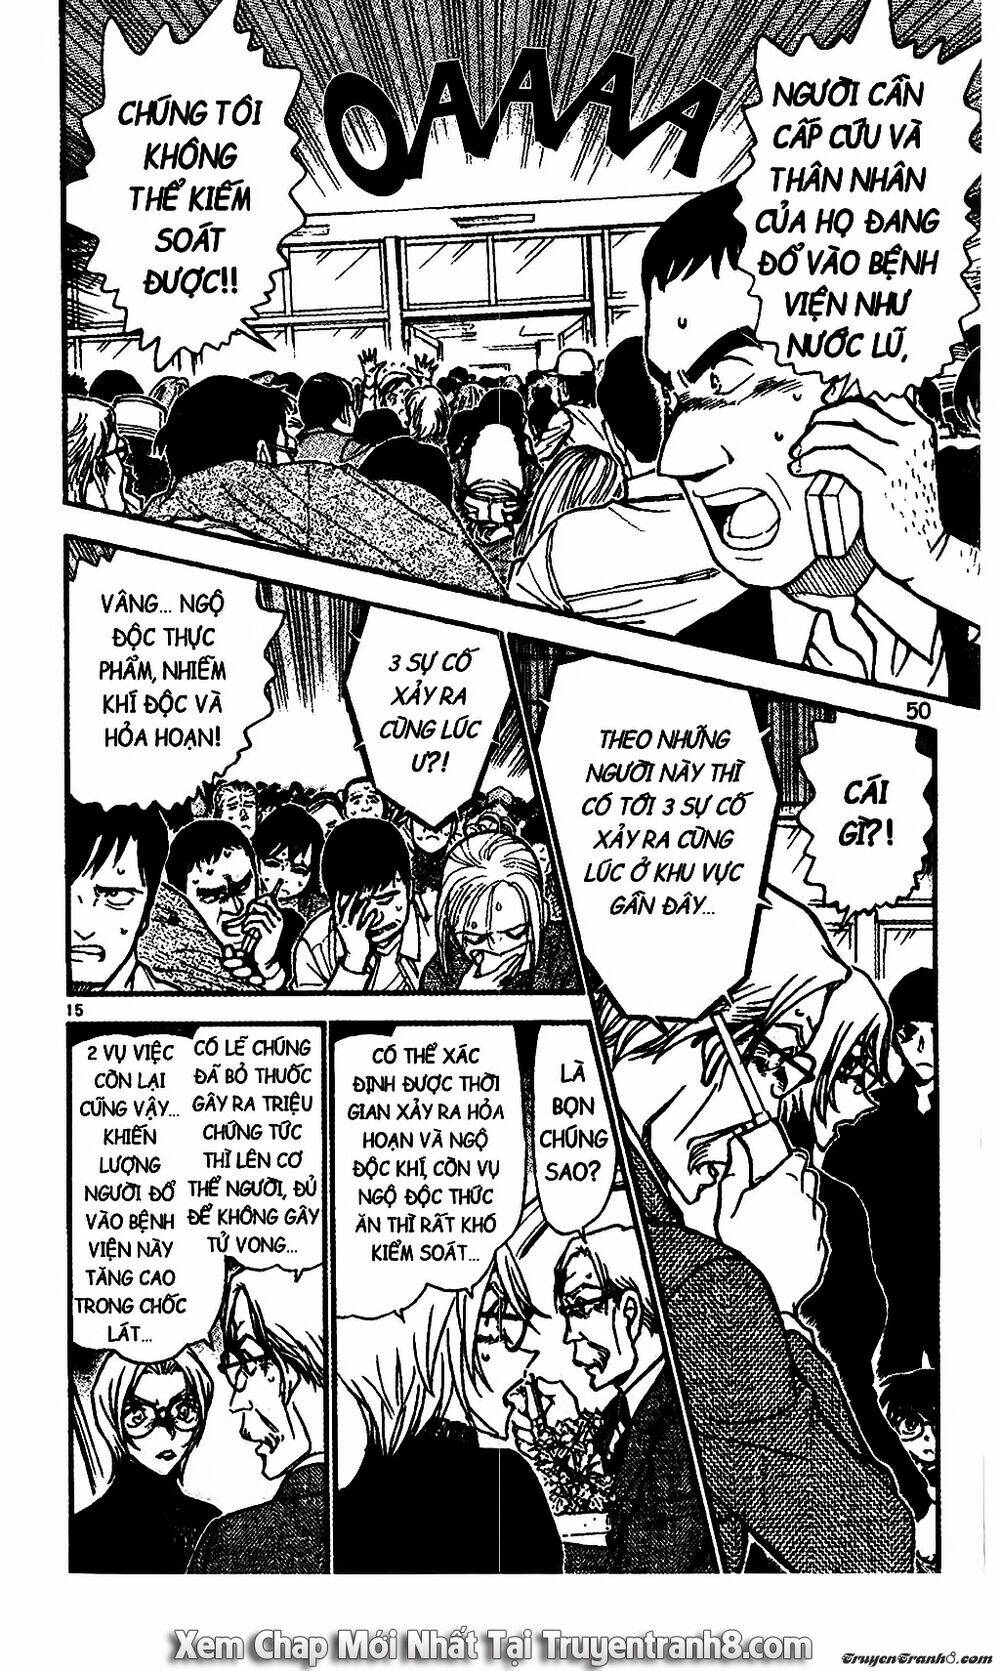 NGƯỜI CẦN
CẤP CỨU VÀ
THÂN NHÂN
CỦA HỌ ĐANG
ĐỔ VÀO BỆNH
VIỆN NHƯ
NƯỚC LŨ,
OAAAA
CHÚNG TÔI
KHÔNG
THỂ KIẾM
SOÁT
ĐƯỢC!!
50
CÁI
GÌ?!
THEO NHỮNG
NGƯỜI NÀY THÌ
CÓ TỚI 3 SỰ CỐ
XẢY RA CÙNG
LÚC Ở KHU VỰC
GẦN ĐÂY...
3 SỰ CỐ
XẢY RA
CÙNG LÚC
Ư?!
VÂNG... NGỘ
ĐỘC THỰC
PHẨM, NHIỄM
KHÍ ĐỘC VÀ
HỎA HOẠN!
15
LÀ
BỌN
CHÚNG
SAO?
CÓ THỂ XÁC
ĐỊNH ĐƯỢC THỜI
GIAN XẢY RA HỎA
HOẠN VÀ NGỘ
ĐỘC KHÍ, CÒN VỤ
NGỘ ĐỘC THỨC
ĂN THÌ RẤT KHÓ
KIỂM SOÁT...
CÓ LẼ CHÚNG
ĐÃ BỎ THUỐC
GÂY RA TRIỆU
CHỨNG TỨC
THÌ LÊN CƠ
THỂ NGƯỜI, ĐỦ
ĐỂ KHÔNG GÂY
TỬ VONG...
2 VỤ VIỆC
CÒN LẠI
CŨNG VẬY...
KHIẾN
LƯỢNG
NGƯỜI ĐỔ
VÀO BỆNH
VIỆN NÀY
TĂNG CAO
TRONG CHỐC
LÁT...
Xem Chap Mới Nhất Tại Truyentranh8.com
TruyenTranh8.com